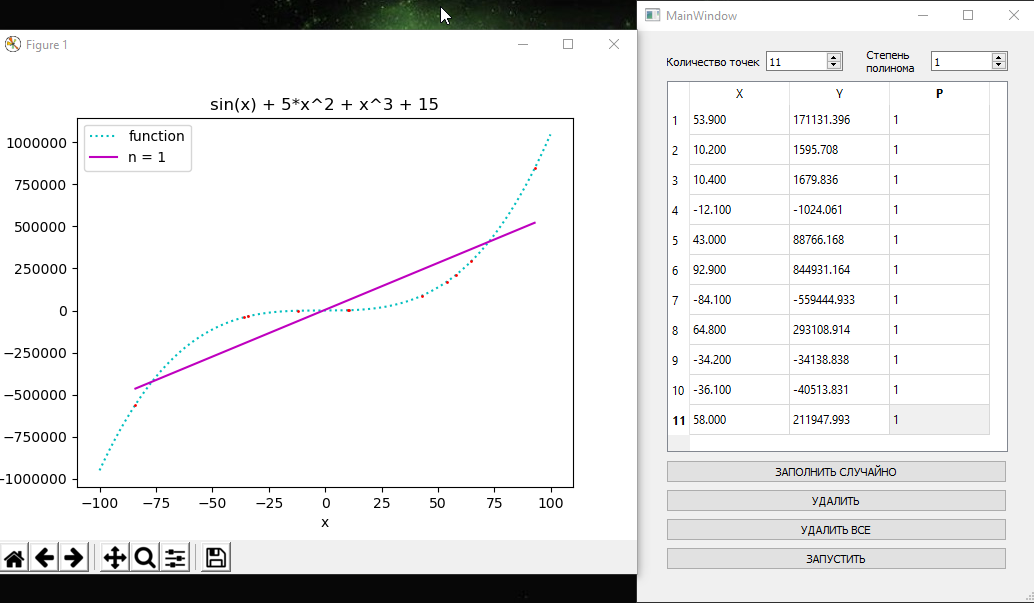 Figure 1
sin(x) + 5*x^2 + x^3 + 15
function
n = 1
1000000
750000
500000
250000
0
−250000
−500000
−750000
−1000000
−100 −75 −50 −25 0 25 50 75 100
x
MainWindow
Количество точек 11 Степень полинома 1
X Y P
1 53.900 171131.396 1
2 10.200 1595.708 1
3 10.400 1679.836 1
4 -12.100 -1024.061 1
5 43.000 88766.168 1
6 92.900 844931.164 1
7 -84.100 -559444.933 1
8 64.800 293108.914 1
9 -34.200 -34138.838 1
10 -36.100 -40513.831 1
11 58.000 211947.993 1
ЗАПОЛНИТЬ СЛУЧАЙНО
УДАЛИТЬ
УДАЛИТЬ ВСЕ
ЗАПУСТИТЬ